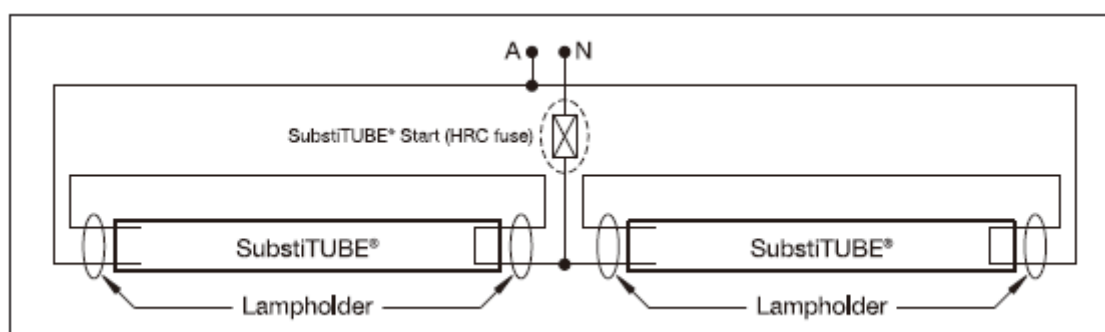 A N
SubstiTUBE® Start (HRC fuse)
SubstiTUBE® SubstiTUBE®
Lampholder Lampholder